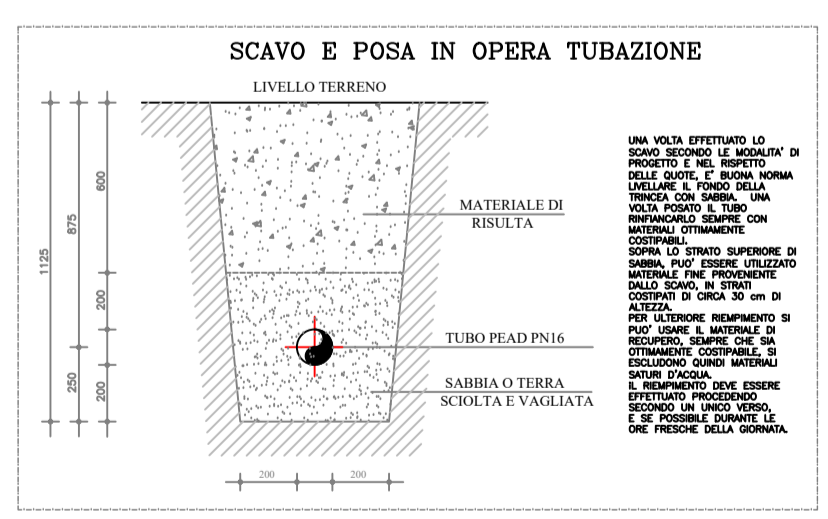 SCAVO E POSA IN OPERA TUBAZIONE
LIVELLO TERRENO
600
875
1125
200
250
200
200
200
MATERIALE DI
RISULTA
TUBO PEAD PN16
SABBIA O TERRA
SCIOLTA E VAGLIATA
UNA VOLTA EFFETTUATO LO
SCAVO SECONDO LE MODALITA' DI
PROGETTO E NEL RISPETTO
DELLE QUOTE, E' BUONA NORMA
LIVELLARE IL FONDO DELLA
TRINCEA CON SABBIA. UNA
VOLTA POSATO IL TUBO
RINFIANCARLO SEMPRE CON
MATERIALI OTTIMAMENTE
COSTIPABILI.
SOPRA LO STRATO SUPERIORE DI
SABBIA, PUO' ESSERE UTILIZZATO
MATERIALE FINE PROVENIENTE
DALLO SCAVO, IN STRATI
COSTIPATI DI CIRCA 30 cm DI
ALTEZZA.
PER ULTERIORE RIEMPIMENTO SI
PUO' USARE IL MATERIALE DI
RECUPERO, SEMPRE CHE SIA
OTTIMAMENTE COSTIPABILE, SI
ESCLUDONO QUINDI MATERIALI
SATURI D'ACQUA.
IL RIEMPIMENTO DEVE ESSERE
EFFETTUATO PROCEDENDO
SECONDO UN UNICO VERSO,
E SE POSSIBILE DURANTE LE
ORE FRESCHE DELLA GIORNATA.